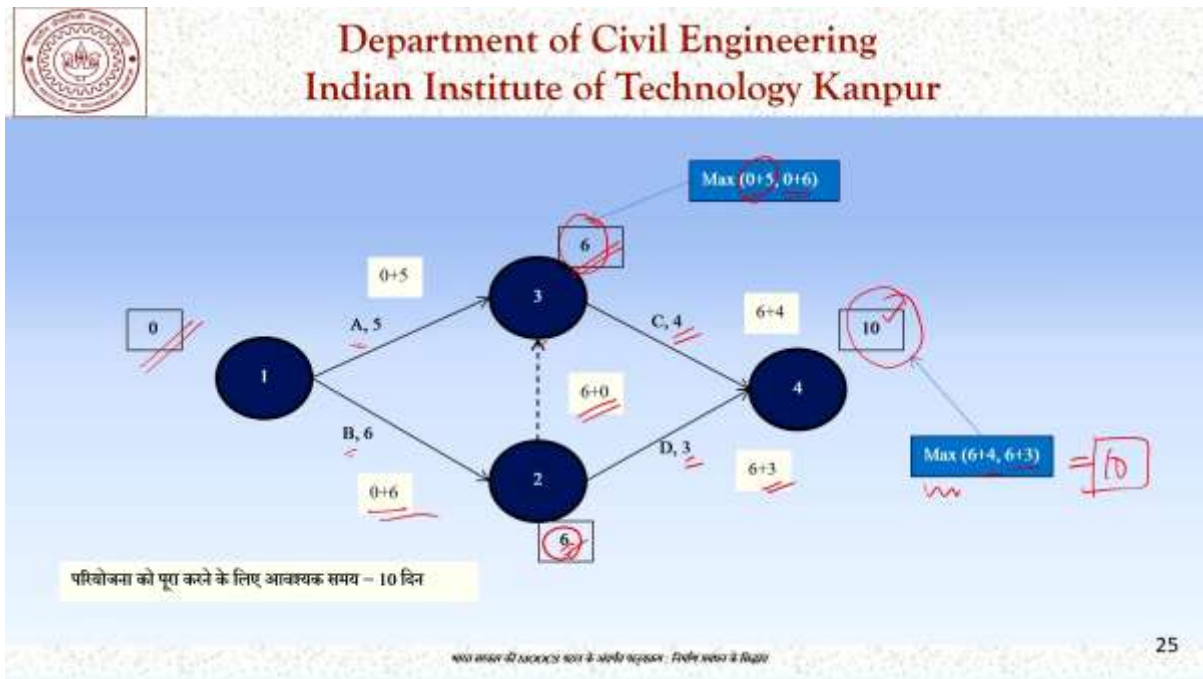 Department of Civil Engineering
Indian Institute of Technology Kanpur
Max (0+5, 0+6)
6
0+5
3
0
A, 5
C, 4
6+4
10
1
6+0
4
B, 6
D, 3
Max (6+4, 6+3)
= 10
2
6+3
0+6
6
परियोजना को पूरा करने के लिए आवश्यक समय – 10 दिन
25